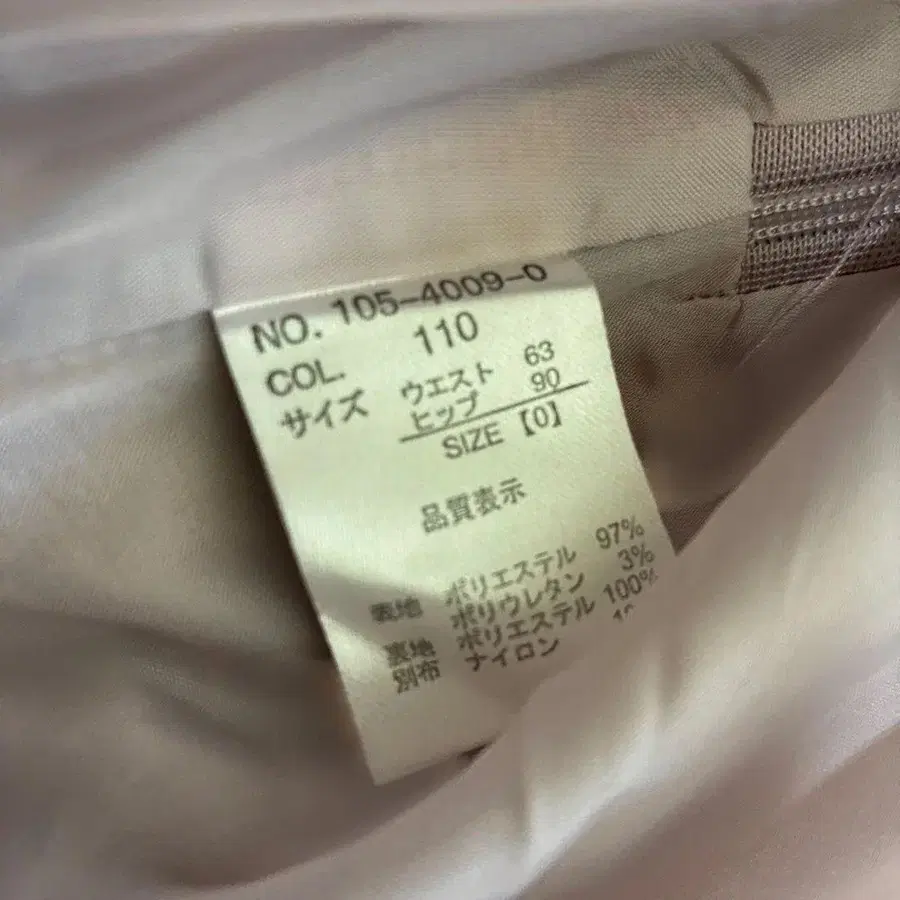 NO. 105-4009-0
COL. 110
サイズ ウエスト 63
ヒップ 90
SIZE【0】
品質表示
表地 ポリエステル 97%
ポリウレタン 3%
裏地 ポリエステル 100%
別布 ナイロン